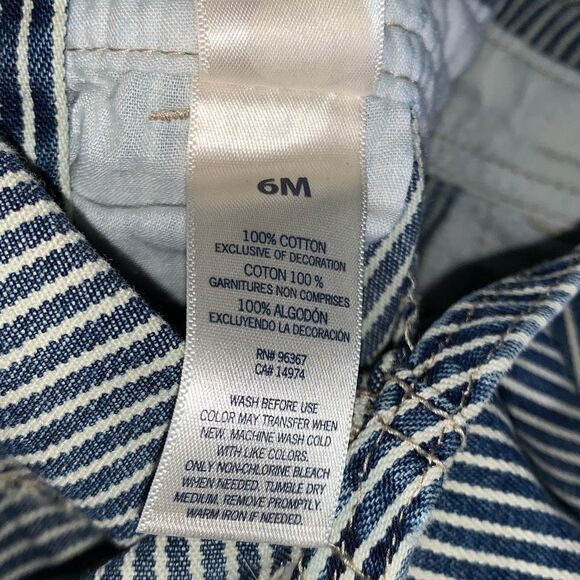 6M
100% COTTON
EXCLUSIVE OF DECORATION
COTON 100 %
GARNITURES NON COMPRISES
100% ALGODÓN
EXCLUYENDO LA DECORACIÓN
RN# 96367
CA# 14974
WASH BEFORE USE
COLOR MAY TRANSFER WHEN
NEW. MACHINE WASH COLD
WITH LIKE COLORS.
ONLY NON-CHLORINE BLEACH
WHEN NEEDED. TUMBLE DRY
MEDIUM. REMOVE PROMPTLY.
WARM IRON IF NEEDED.